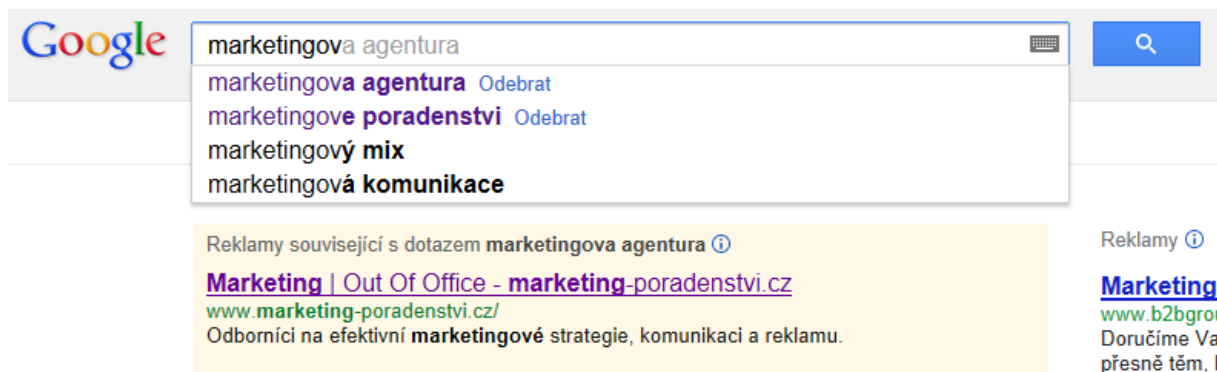 Google
marketingova agentura
marketingova agentura Odebrat
marketingove poradenstvi Odebrat
marketingový mix
marketingová komunikace
Reklamy související s dotazem marketingova agentura
Marketing | Out Of Office - marketing-poradenstvi.cz
www.marketing-poradenstvi.cz/
Odborníci na efektivní marketingové strategie, komunikaci a reklamu.
Reklamy
Marketing
www.b2bgrou
Doručíme Va
přesně těm,